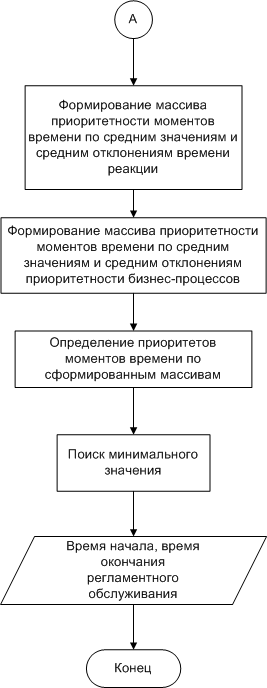 А
Формирование массива
приоритетности моментов
времени по средним значениям и
средним отклонениям времени
реакции
Формирование массива приоритетности
моментов времени по средним
значениям и средним отклонениям
приоритетности бизнес-процессов
Определение приоритетов
моментов времени по
сформированным массивам
Поиск минимального
значения
Время начала, время
окончания
регламентного
обслуживания
Конец